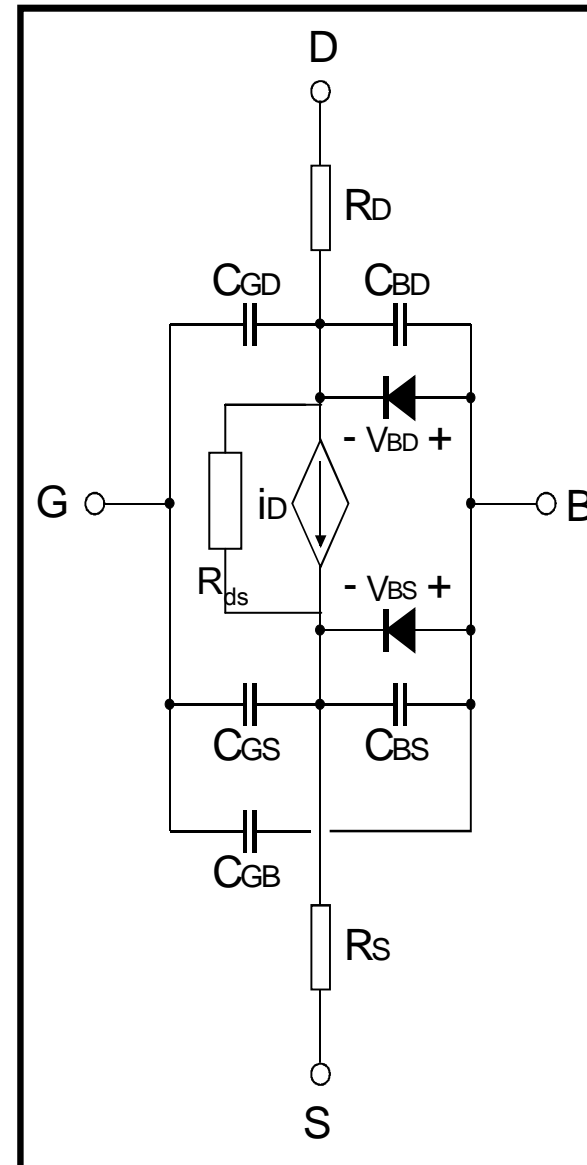 D
RD
CGD CBD
- VBD +
G iD B
Rds
- VBS +
CGS CBS
CGB
RS
S